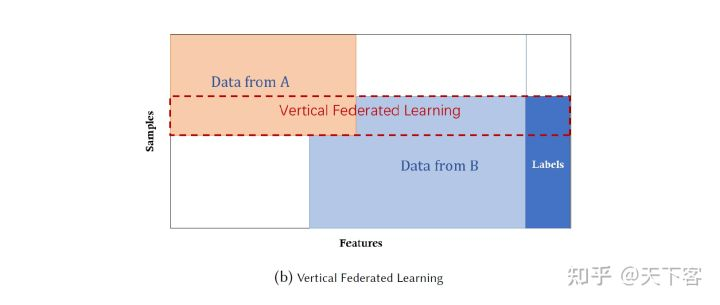 Data from A
Vertical Federated Learning
Samples
Data from B
Labels
Features
(b) Vertical Federated Learning
知乎 @天下客